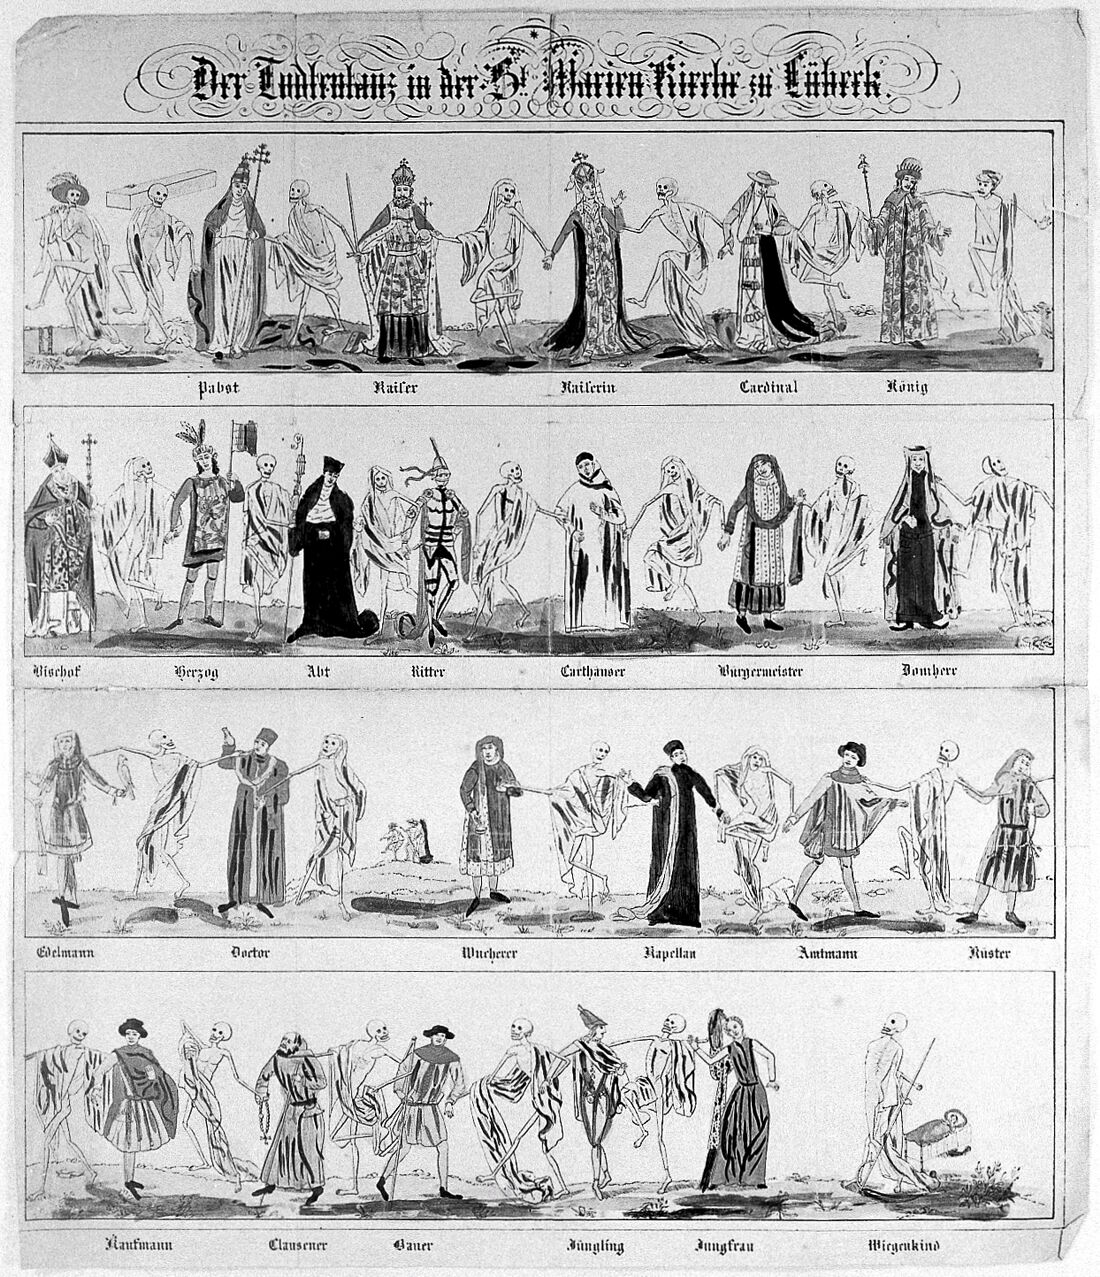 Der Todtentanz in der St. Marien Kirche zu Lübeck.
Pabst Kaiser Kaiserin Cardinal König
Bischof Herzog Abt Ritter Carthäuser Bürgermeister Domherr
Edelmann Doctor Wucherer Kapellan Amtmann Küster
Kaufmann Clausener Bauer Jüngling Jungfrau Wiegenkind